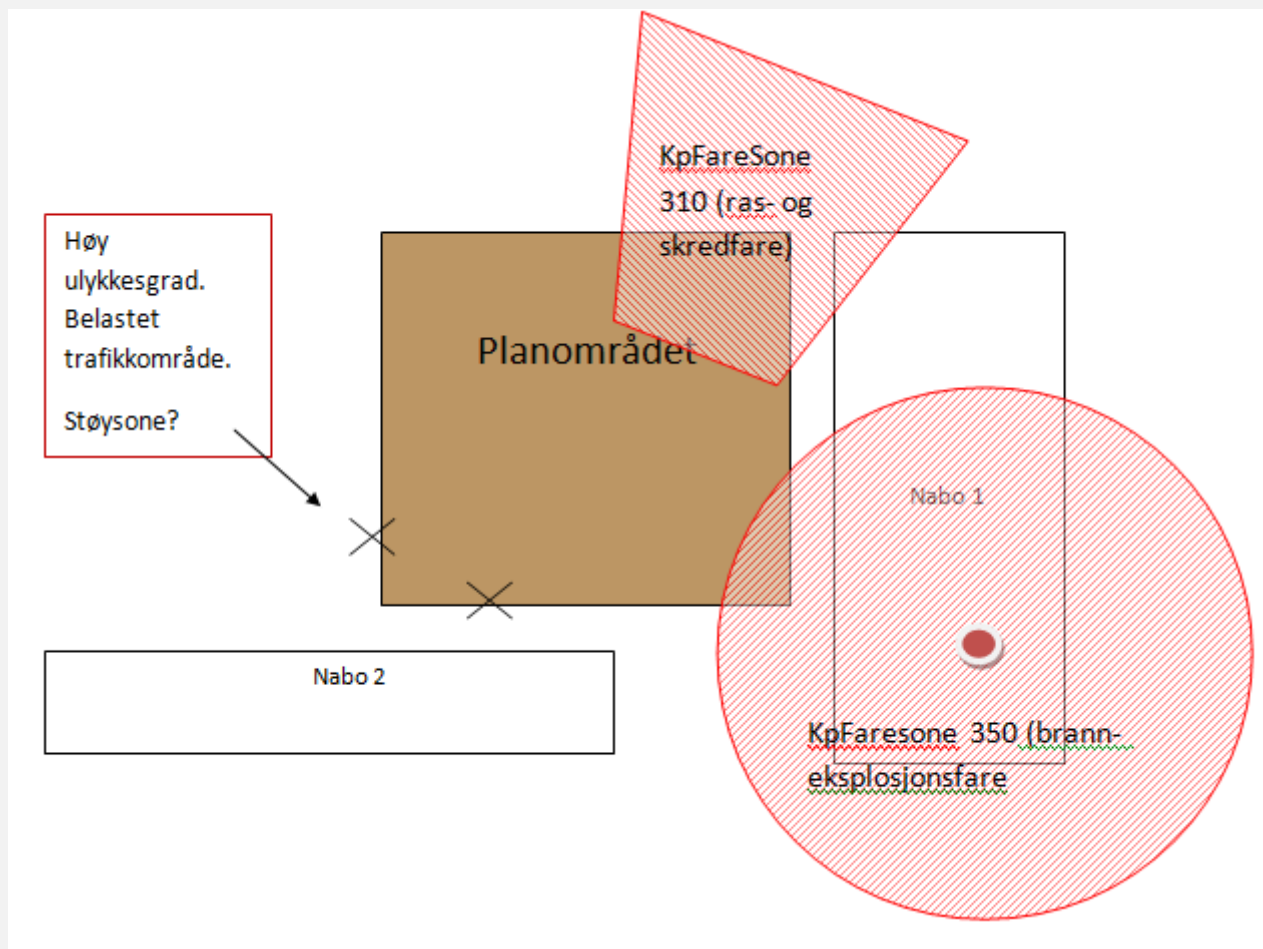 KpFareSone
310 (ras- og
skredfare)
Høy
ulykkesgrad.
Belastet
trafikkområde.
Støysone?
Planområdet
Nabo 1
Nabo 2
KpFaresone 350 (brann-
eksplosjonsfare